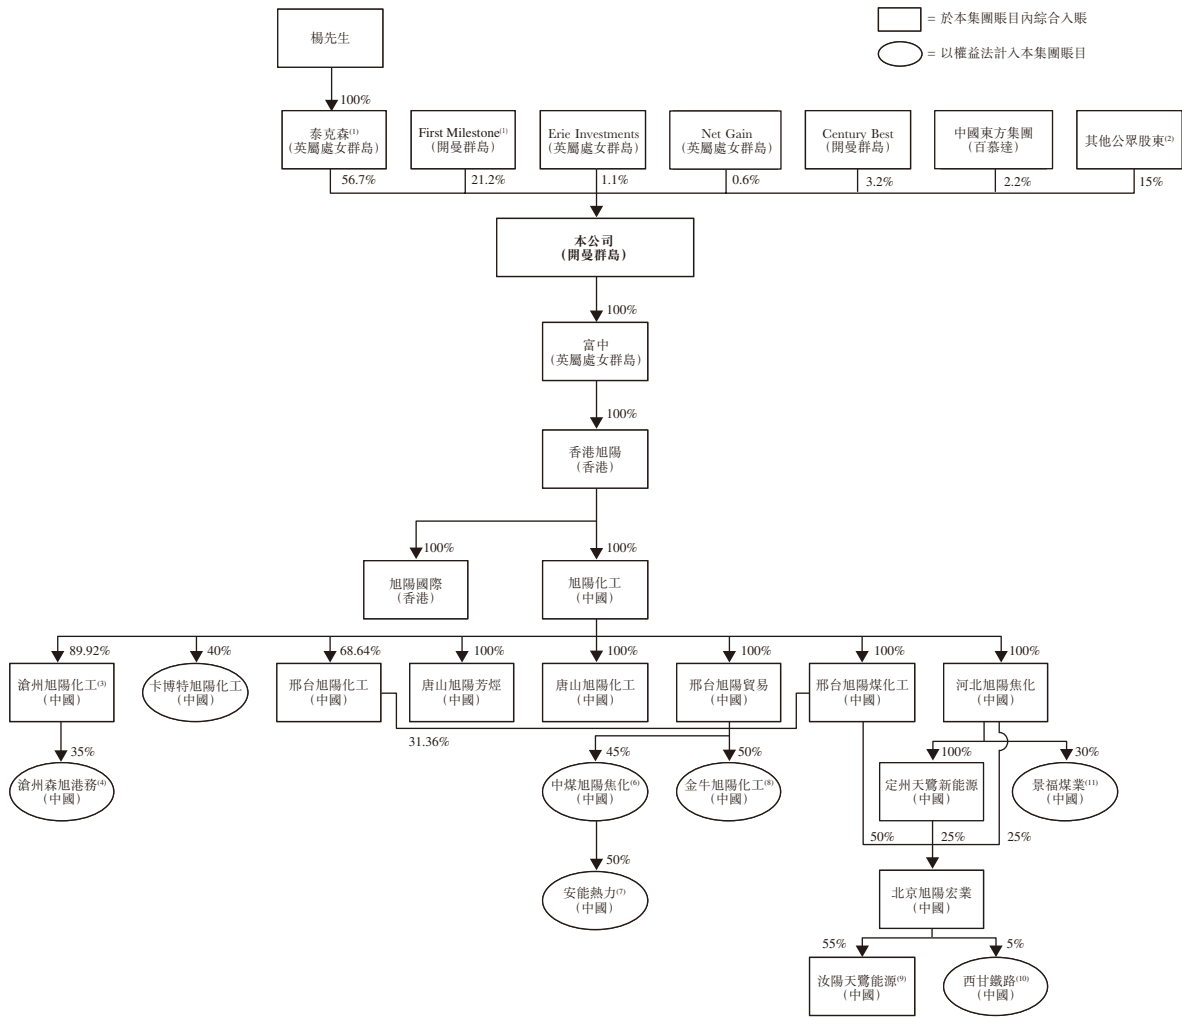 楊先生
= 於本集團賬目內綜合入賬
= 以權益法計入本集團賬目
100%
泰克森(1)
(英屬處女群島)
First Milestone(1)
(開曼群島)
Erie Investments
(英屬處女群島)
Net Gain
(英屬處女群島)
Century Best
(開曼群島)
中國東方集團
(百慕達)
其他公眾股東(2)
56.7%
21.2%
1.1%
0.6%
3.2%
2.2%
15%
本公司
(開曼群島)
100%
富中
(英屬處女群島)
100%
香港旭陽
(香港)
100%
100%
旭陽國際
(香港)
旭陽化工
(中國)
89.92%
40%
68.64%
100%
100%
100%
100%
100%
滄州旭陽化工(3)
(中國)
卡博特旭陽化工
(中國)
邢台旭陽化工
(中國)
唐山旭陽芳烴
(中國)
唐山旭陽化工
(中國)
邢台旭陽貿易
(中國)
邢台旭陽煤化工
(中國)
河北旭陽焦化
(中國)
31.36%
35%
45%
50%
100%
30%
滄州森旭港務(4)
(中國)
中煤旭陽焦化(6)
(中國)
金牛旭陽化工(8)
(中國)
定州天鷺新能源
(中國)
景福煤業(11)
(中國)
50%
25%
25%
50%
安能熱力(7)
(中國)
北京旭陽宏業
(中國)
55%
5%
汝陽天鷺能源(9)
(中國)
西甘鐵路(10)
(中國)